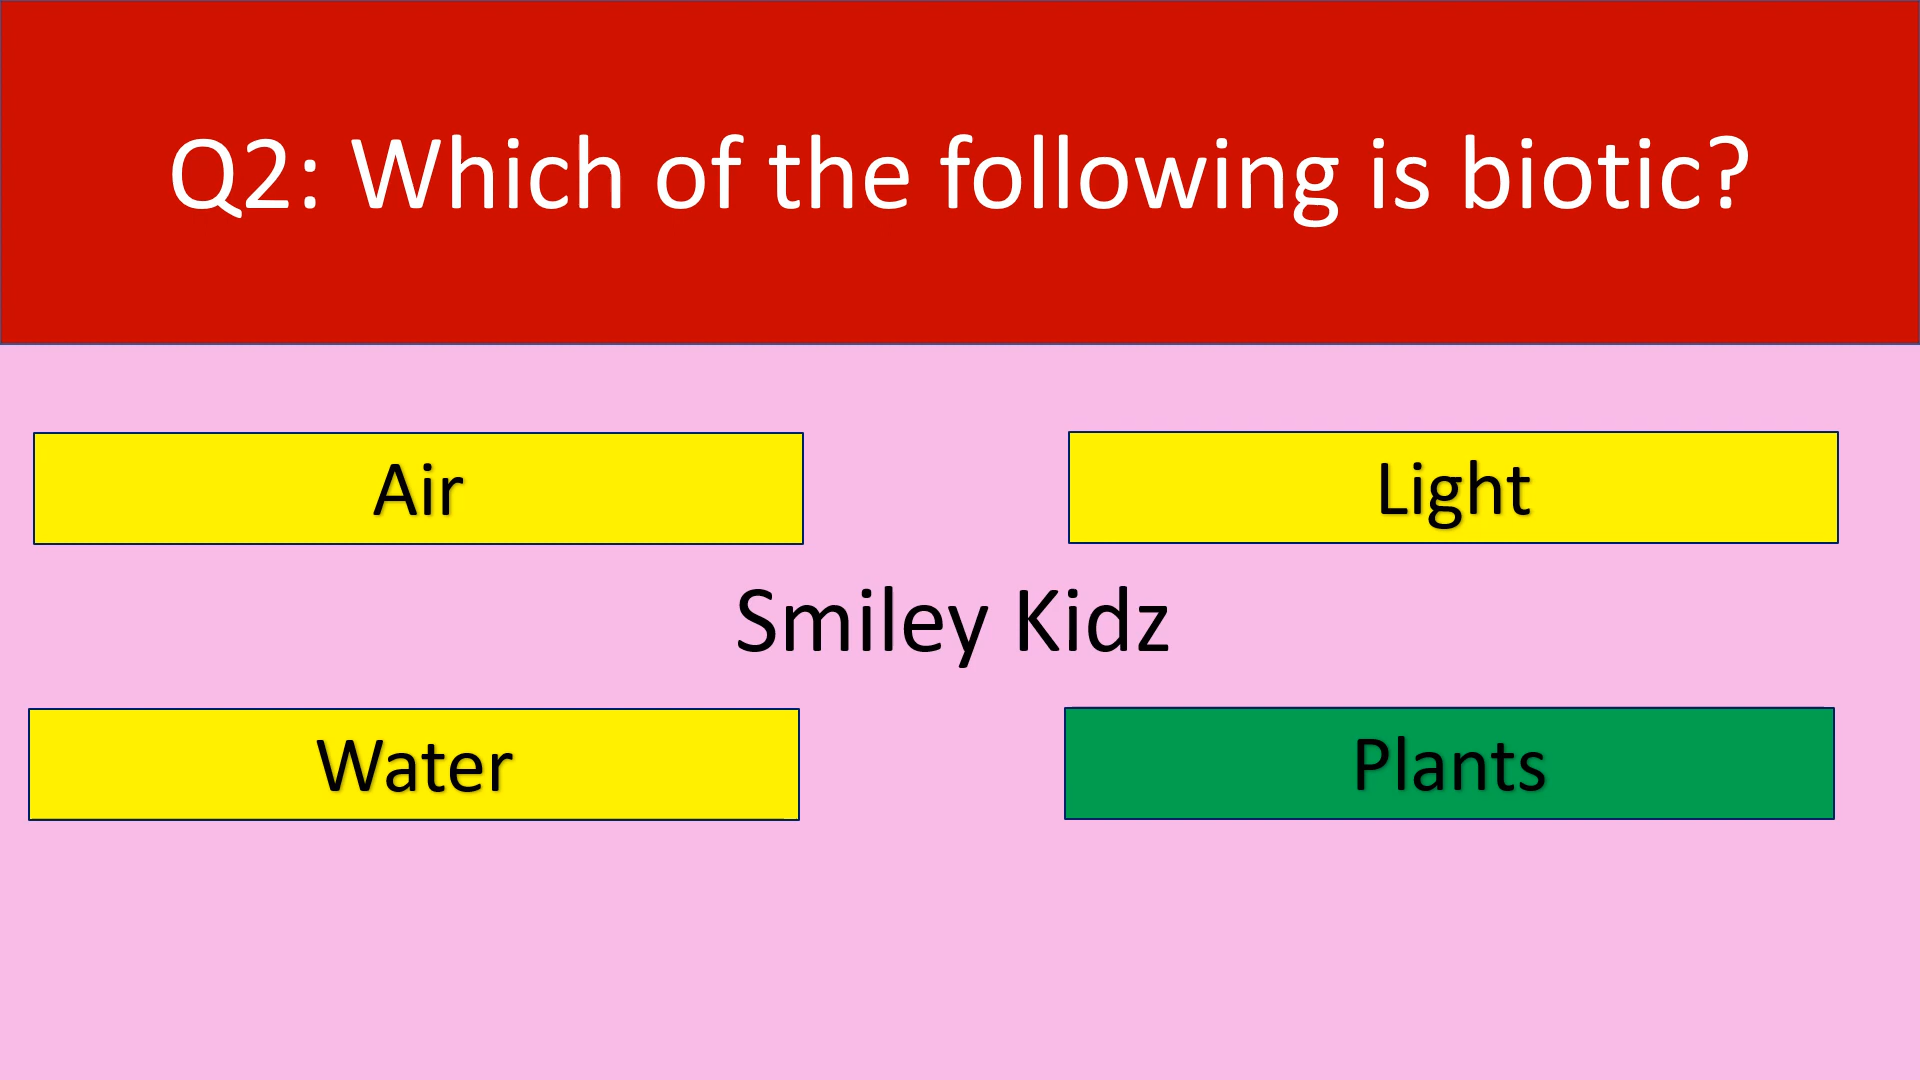 Q2: Which of the following is biotic?
Air
Light
Smiley Kidz
Water
Plants